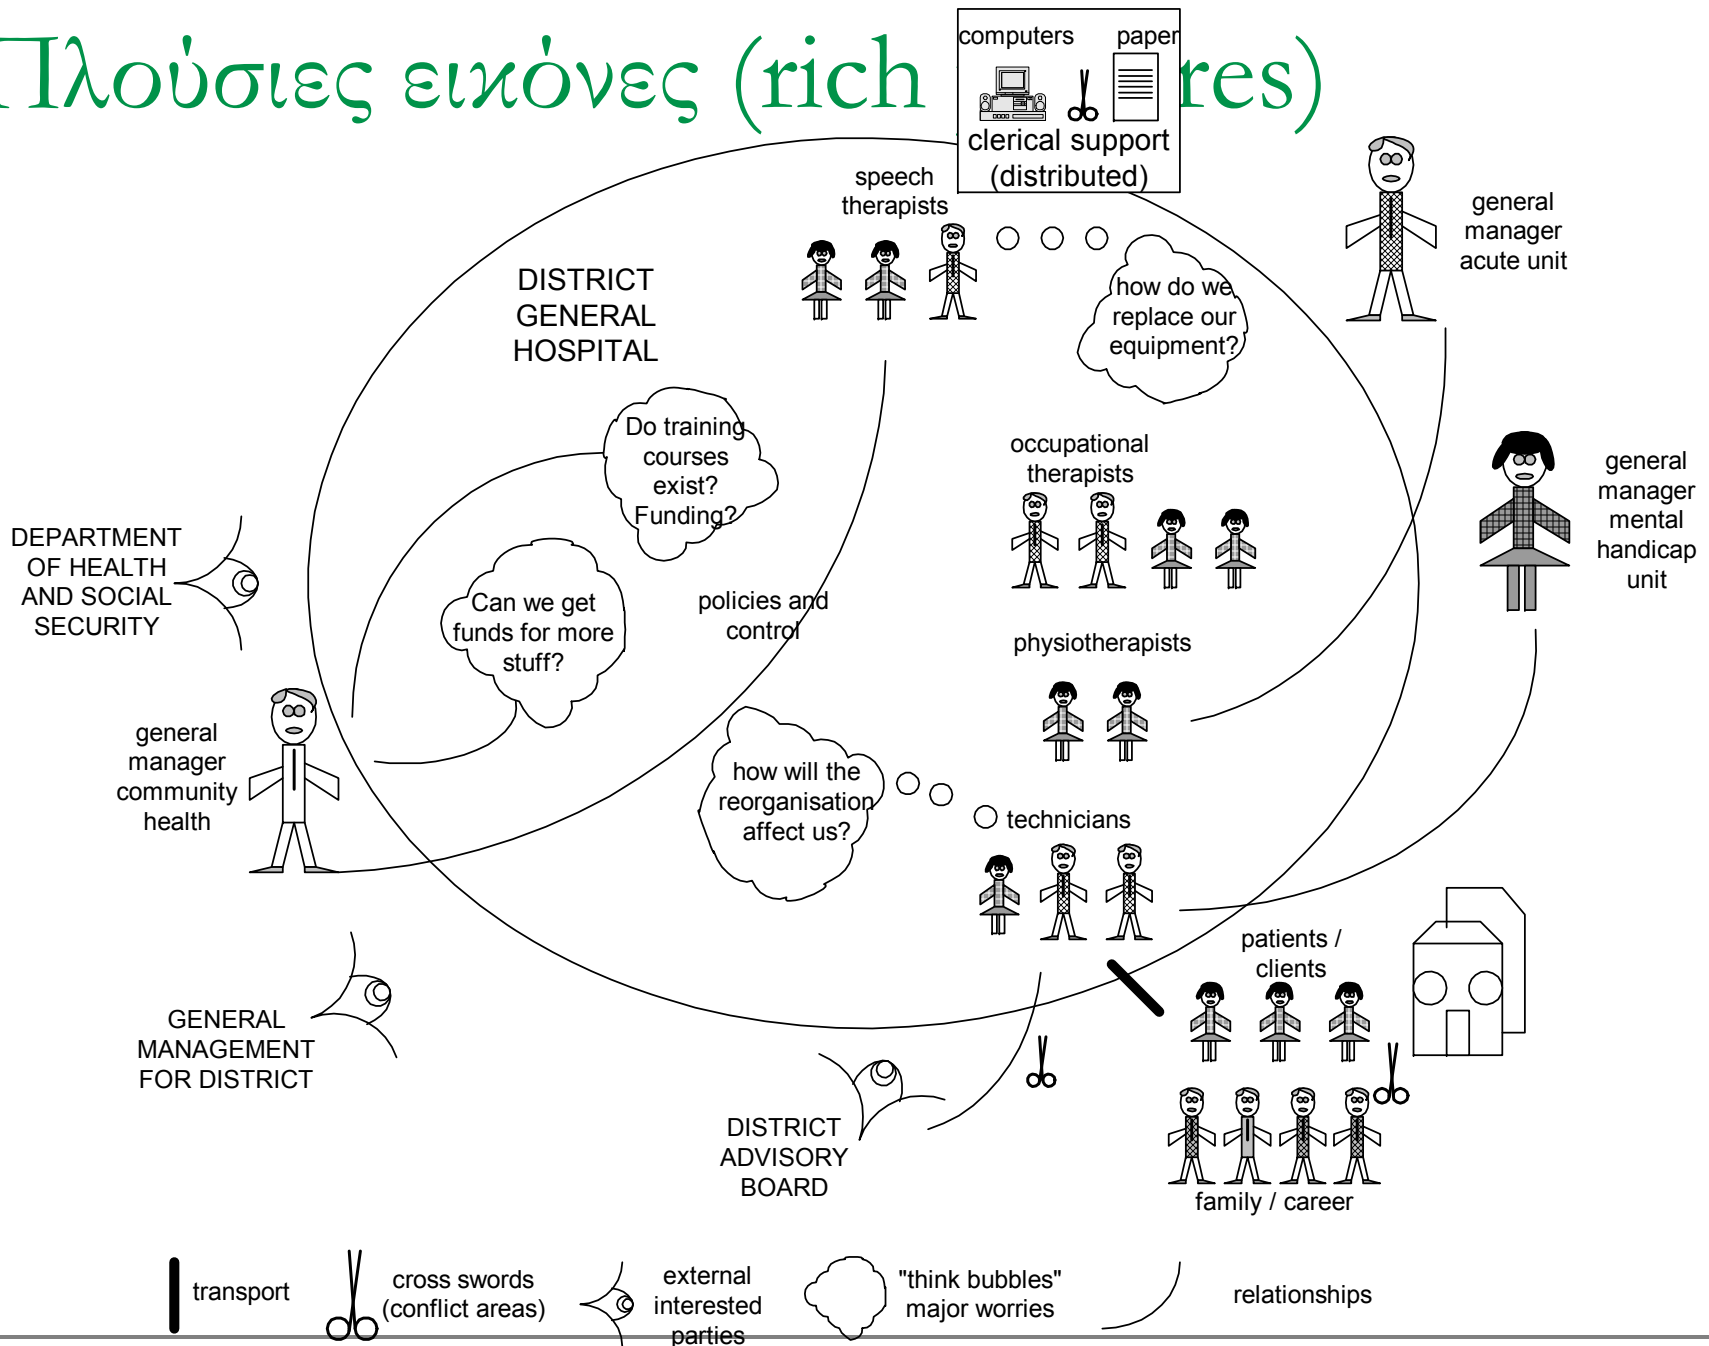 Πλούσιες εικόνες (rich res)
computers paper
clerical support
(distributed)
speech
therapists
general
manager
acute unit
DISTRICT
GENERAL
HOSPITAL
how do we
replace our
equipment?
Do training
courses
exist?
Funding?
occupational
therapists
general
manager
mental
handicap
unit
DEPARTMENT
OF HEALTH
AND SOCIAL
SECURITY
Can we get
funds for more
stuff?
policies and
control
physiotherapists
general
manager
community
health
how will the
reorganisation
affect us?
technicians
patients /
clients
GENERAL
MANAGEMENT
FOR DISTRICT
DISTRICT
ADVISORY
BOARD
family / career
transport
cross swords
(conflict areas)
external
interested
parties
"think bubbles"
major worries
relationships